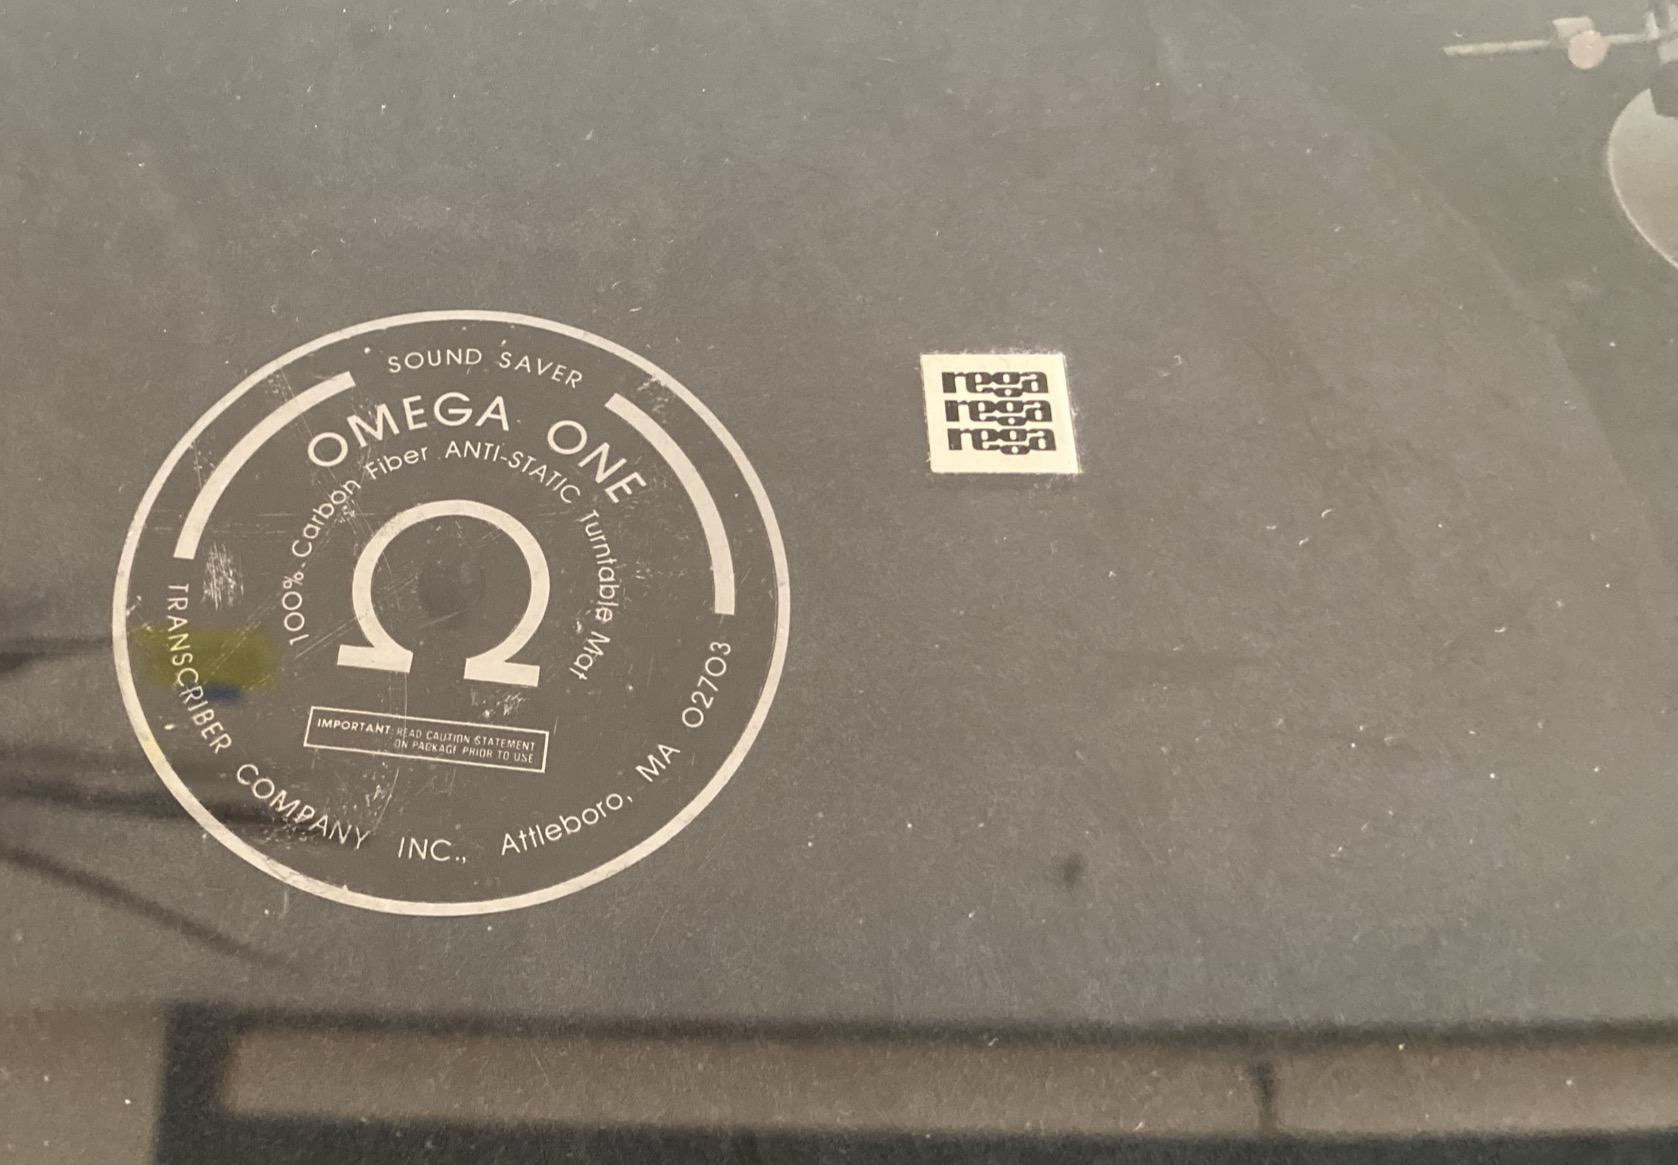 SOUND SAVER
OMEGA ONE
100% Carbon Fiber ANTI-STATIC Turntable Mat
IMPORTANT: READ CAUTION STATEMENT
ON PACKAGE PRIOR TO USE
TRANSCRIBER COMPANY INC., Attleboro, MA 02703
rega
rega
rega